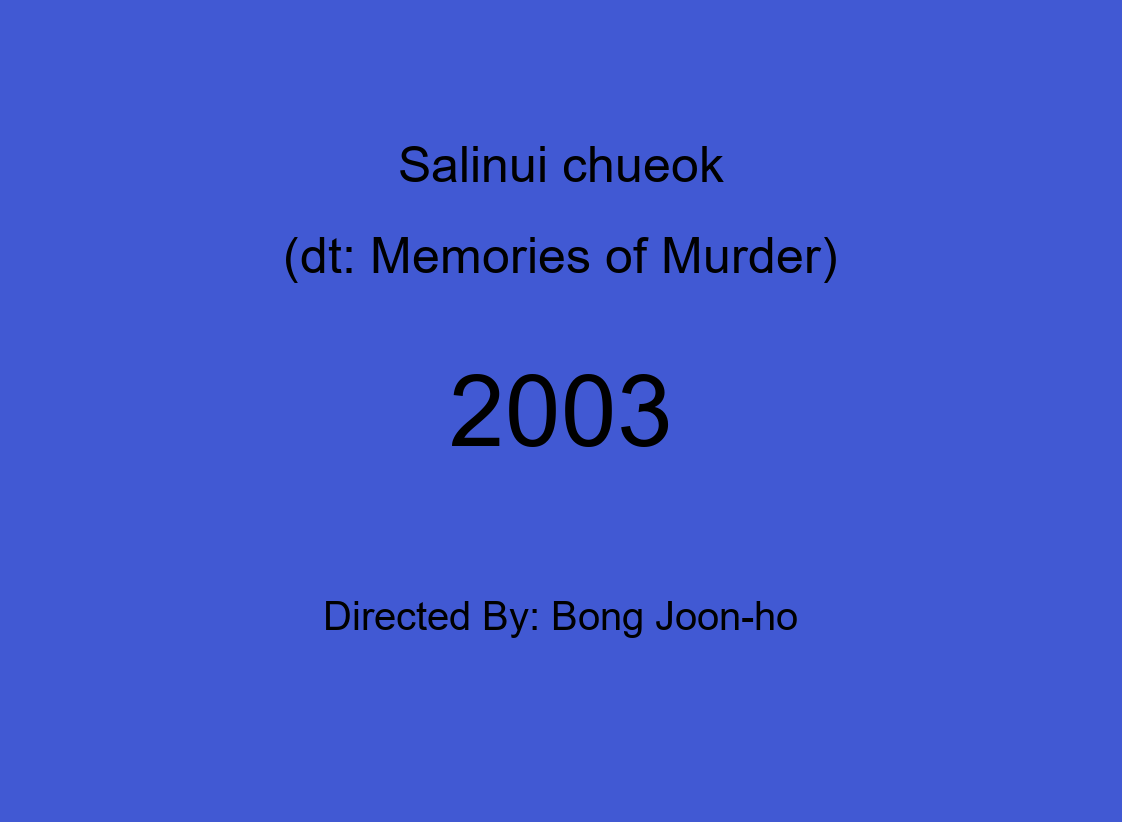 Salinui chueok
(dt: Memories of Murder)
2003
Directed By: Bong Joon-ho